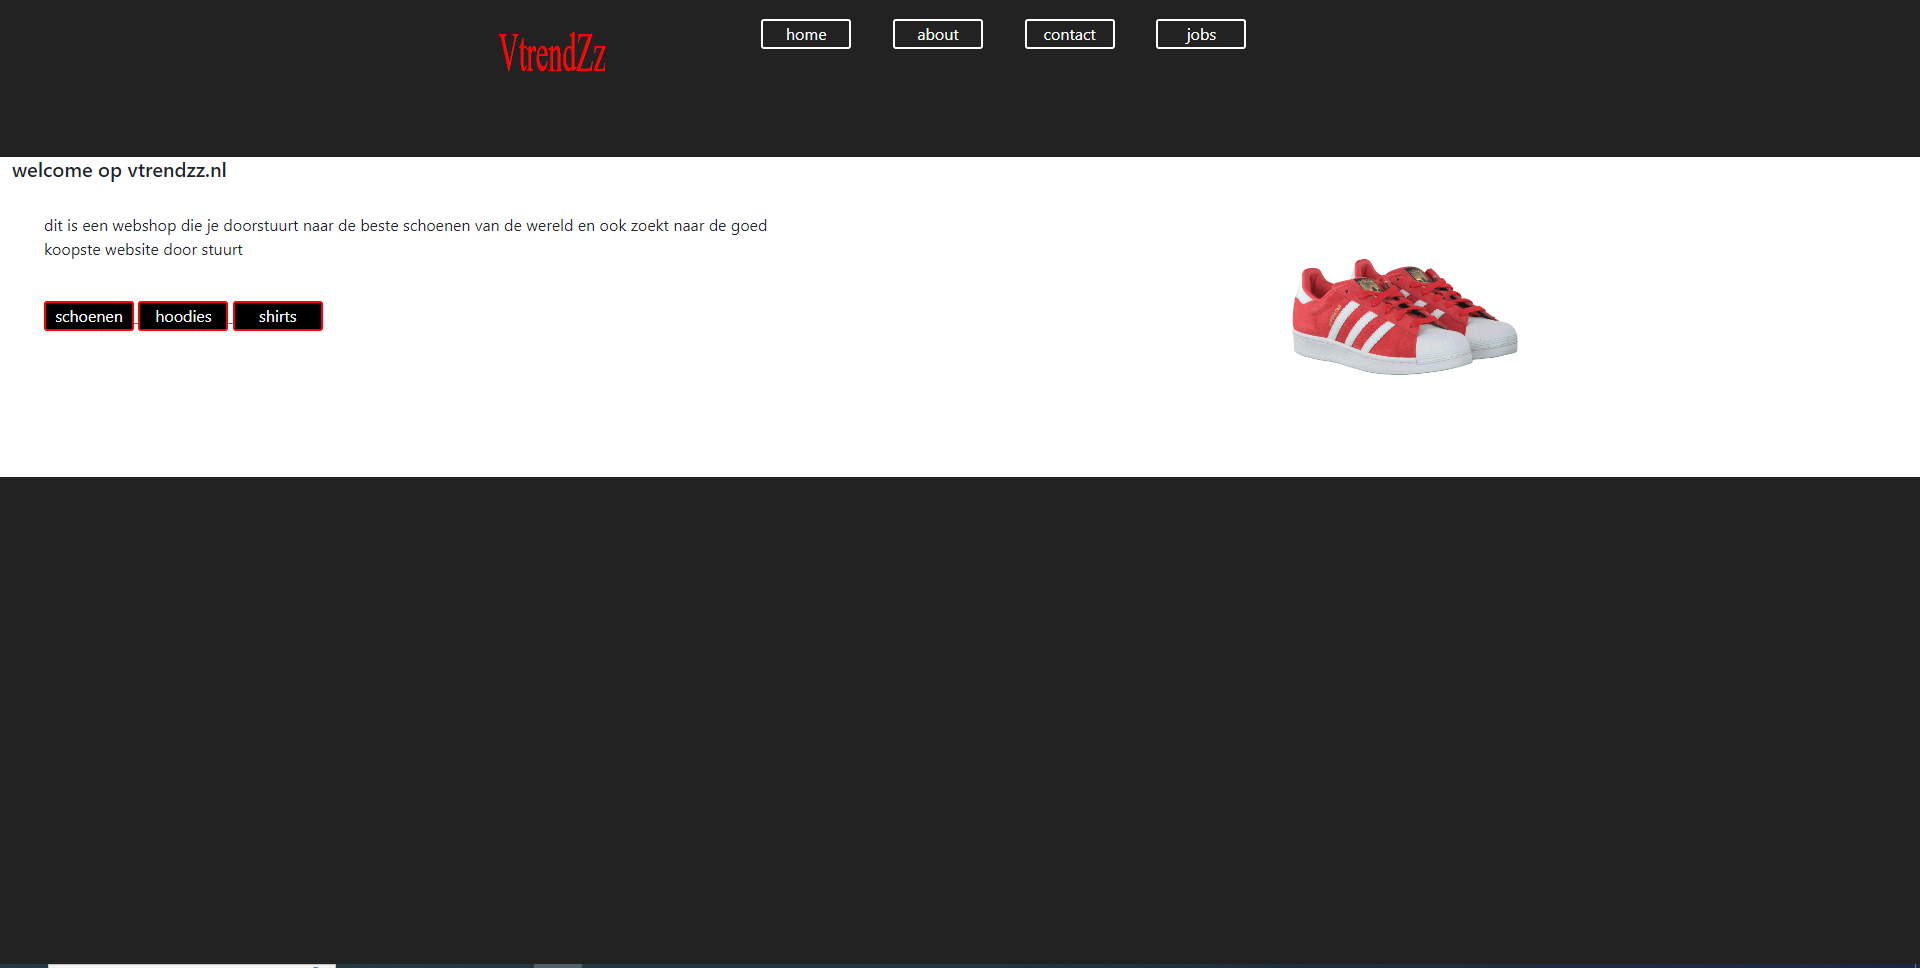 VtrendZz
home about contact jobs
welcome op vtrendzz.nl
dit is een webshop die je doorstuurt naar de beste schoenen van de wereld en ook zoekt naar de goed
koopste website door stuurt
schoenen hoodies shirts